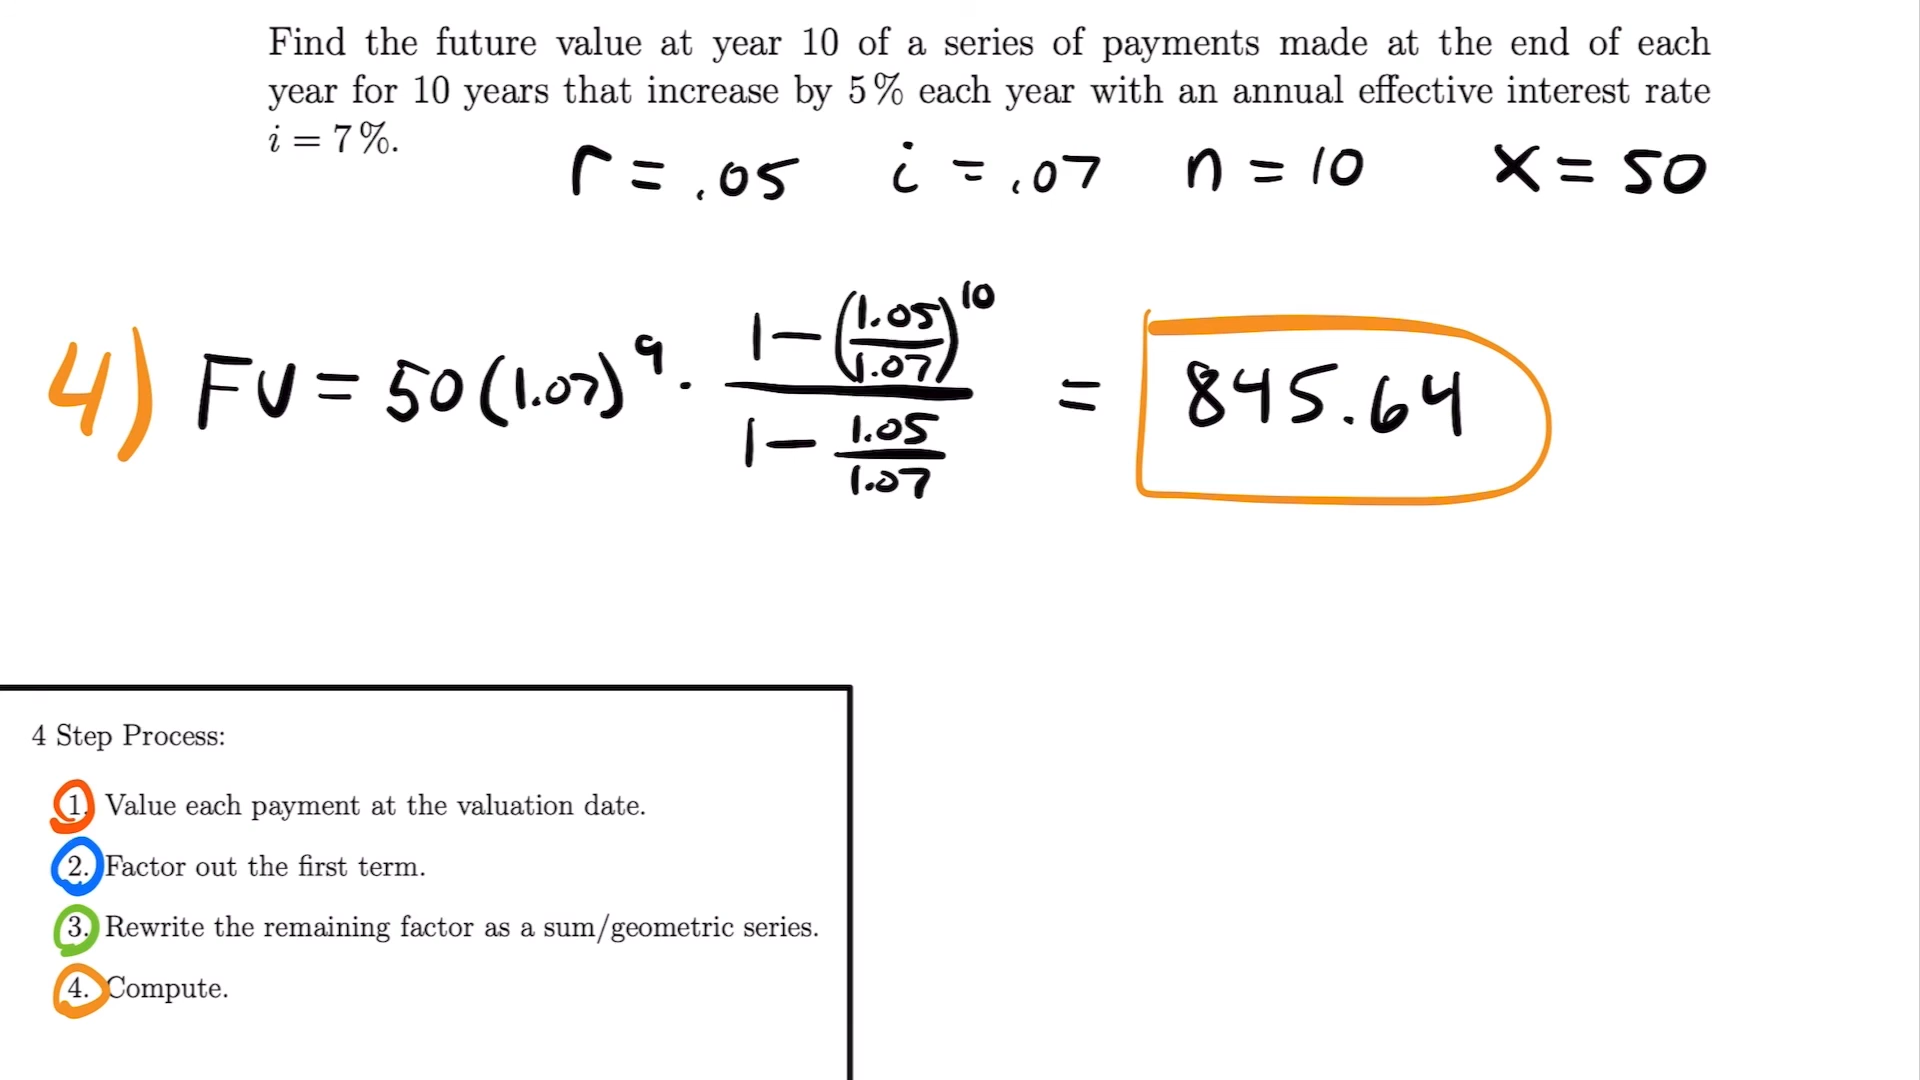 Find the future value at year 10 of a series of payments made at the end of each
year for 10 years that increase by 5% each year with an annual effective interest rate
i = 7%.
r = .05 i = .07 n = 10 x = 50
4) FV = 50(1.07)^9 · (1 - (1.05/1.07)^10) / (1 - 1.05/1.07) = 845.64
4 Step Process:
1. Value each payment at the valuation date.
2. Factor out the first term.
3. Rewrite the remaining factor as a sum/geometric series.
4. Compute.